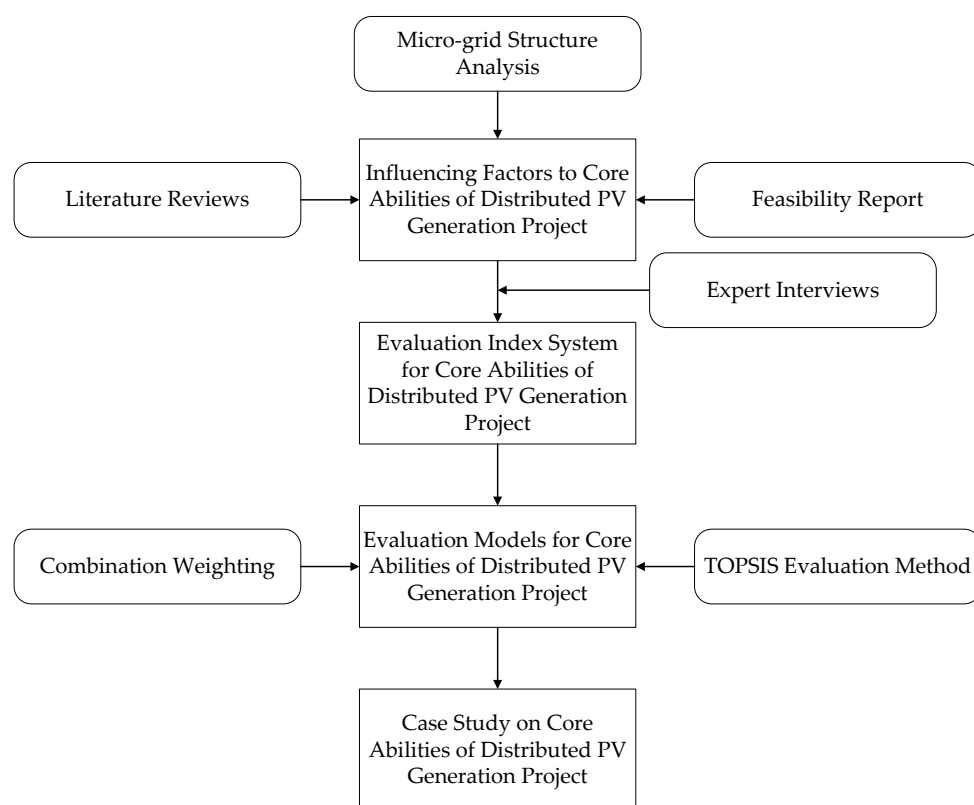 Micro-grid Structure
Analysis
Literature Reviews
Influencing Factors to Core
Abilities of Distributed PV
Generation Project
Feasibility Report
Expert Interviews
Evaluation Index System
for Core Abilities of
Distributed PV Generation
Project
Combination Weighting
Evaluation Models for Core
Abilities of Distributed PV
Generation Project
TOPSIS Evaluation Method
Case Study on Core
Abilities of Distributed PV
Generation Project